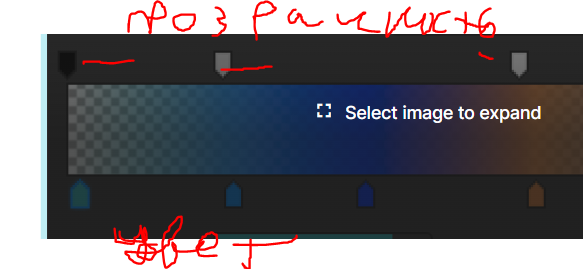 прозрачность
Select image to expand
цвет